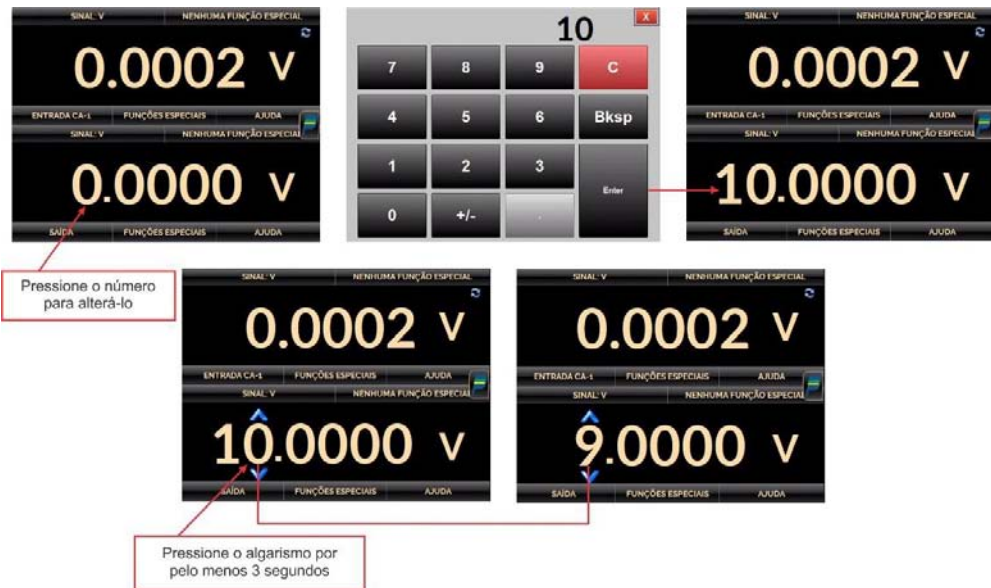 SINAL: V NENHUMA FUNÇÃO ESPECIAL
0.0002 V
ENTRADA CA-1 FUNÇÕES ESPECIAIS AJUDA
SINAL: V NENHUMA FUNÇÃO ESPECIAL
0.0000 V
SAÍDA FUNÇÕES ESPECIAIS AJUDA
X
10
7 8 9 C
4 5 6 Bksp
1 2 3 Enter
0 +/- .
SINAL: V NENHUMA FUNÇÃO ESPECIAL
0.0002 V
ENTRADA CA-1 FUNÇÕES ESPECIAIS AJUDA
SINAL: V NENHUMA FUNÇÃO ESPECIAL
10.0000 V
SAÍDA FUNÇÕES ESPECIAIS AJUDA
Pressione o número
para alterá-lo
SINAL: V NENHUMA FUNÇÃO ESPECIAL
0.0002 V
ENTRADA CA-1 FUNÇÕES ESPECIAIS AJUDA
SINAL: V NENHUMA FUNÇÃO ESPECIAL
10.0000 V
SAÍDA FUNÇÕES ESPECIAIS AJUDA
SINAL: V NENHUMA FUNÇÃO ESPECIAL
0.0002 V
ENTRADA CA-1 FUNÇÕES ESPECIAIS AJUDA
SINAL: V NENHUMA FUNÇÃO ESPECIAL
9.0000 V
SAÍDA FUNÇÕES ESPECIAIS AJUDA
Pressione o algarismo por
pelo menos 3 segundos